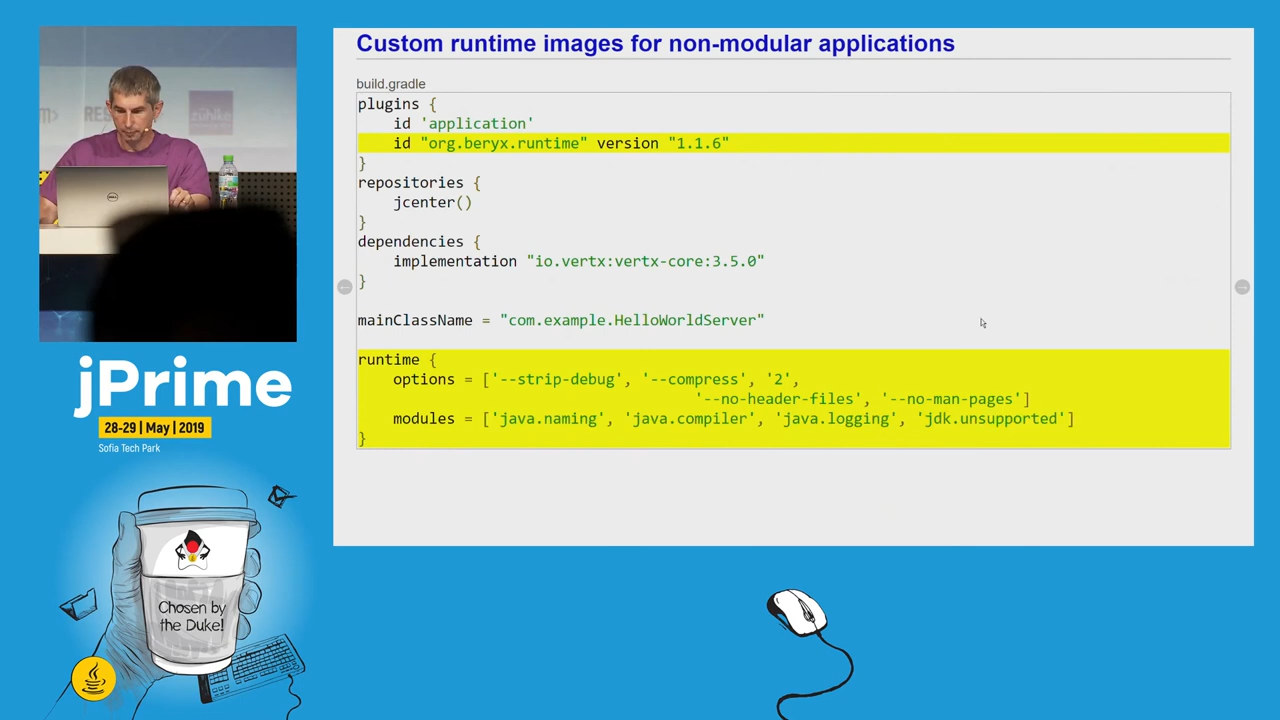 Custom runtime images for non-modular applications
build.gradle
plugins {
id 'application'
id "org.beryx.runtime" version "1.1.6"
}
repositories {
jcenter()
}
dependencies {
implementation "io.vertx:vertx-core:3.5.0"
}
mainClassName = "com.example.HelloWorldServer"
runtime {
options = ['--strip-debug', '--compress', '2',
'--no-header-files', '--no-man-pages']
modules = ['java.naming', 'java.compiler', 'java.logging', 'jdk.unsupported']
}
zühlke
DELL
jPrime
28-29 | May | 2019
Sofia Tech Park
Chosen by
the Duke!